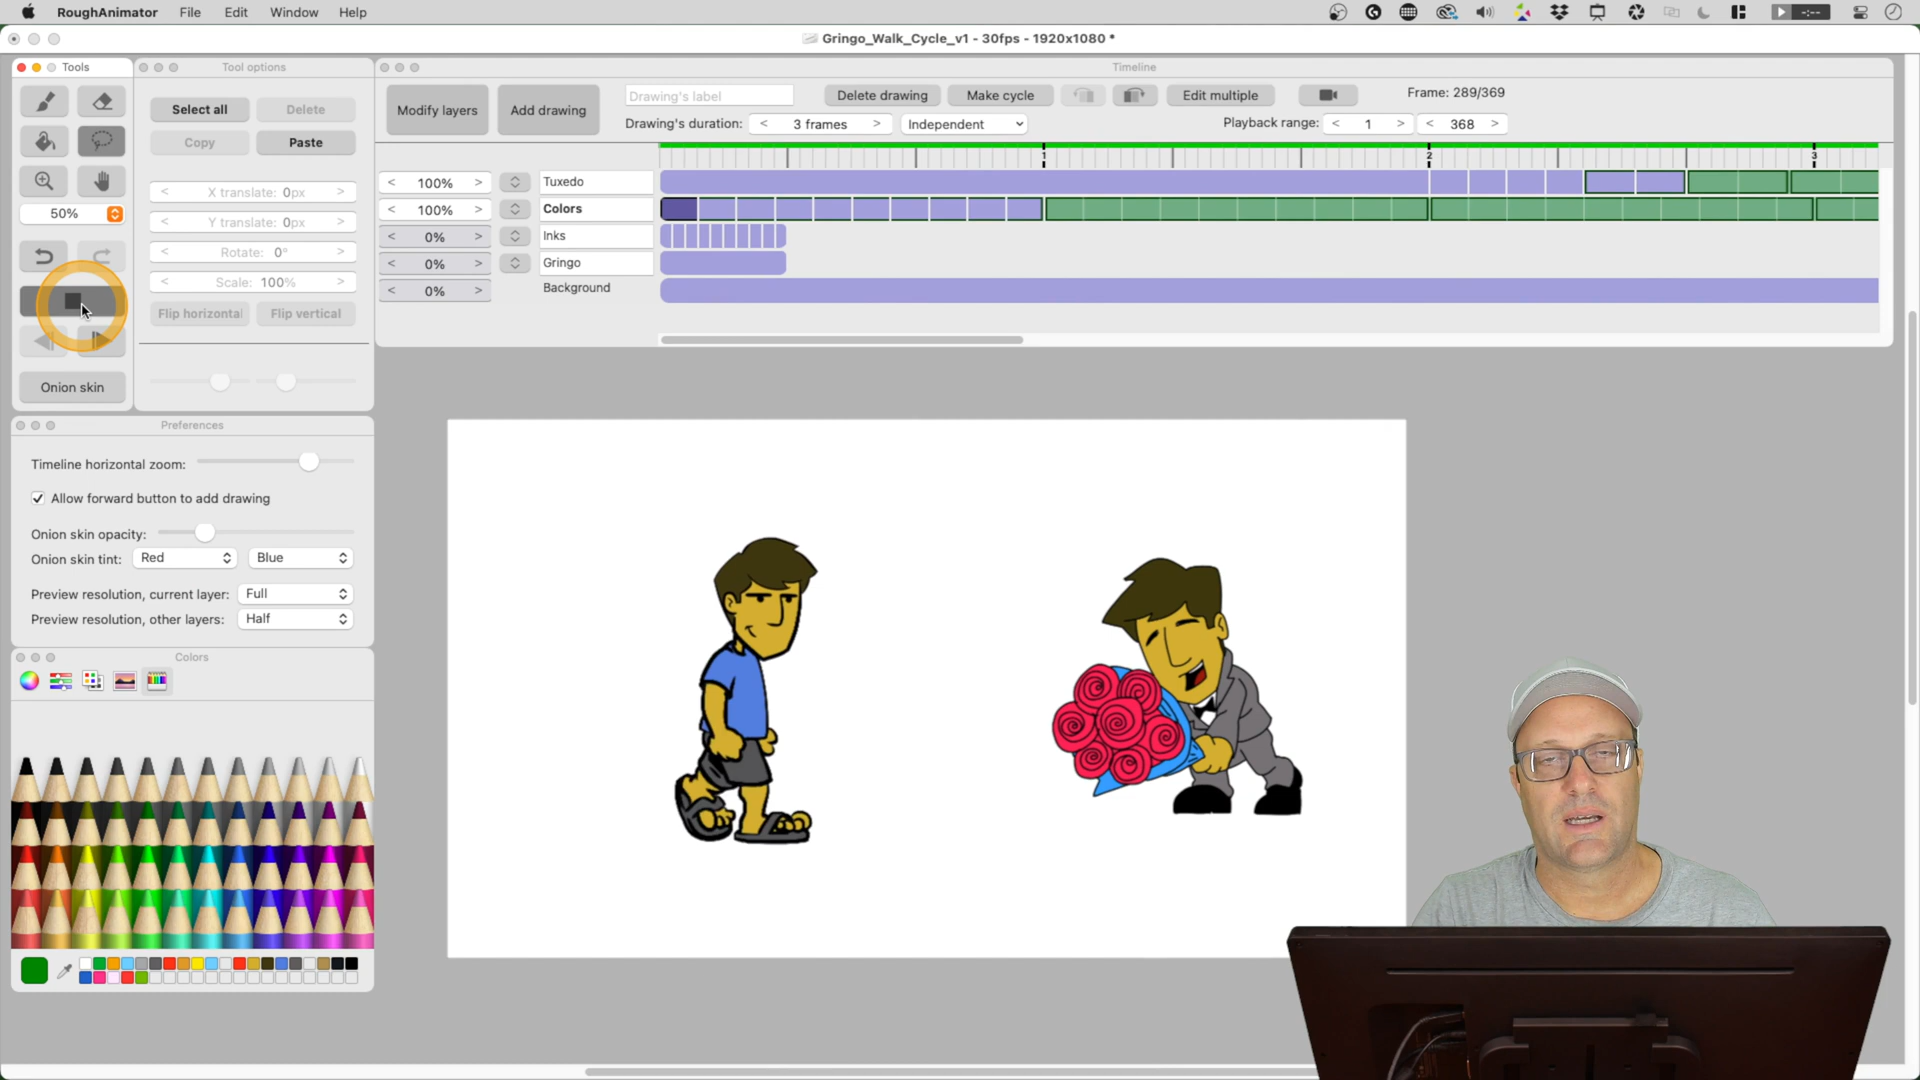 RoughAnimator File Edit Window Help
Gringo_Walk_Cycle_v1 - 30fps - 1920x1080 *
Tools
Tool options
Timeline
Select all
Delete
Copy
Paste
X translate: 0px
Y translate: 0px
Rotate: 0°
Scale: 100%
Flip horizontal
Flip vertical
50%
Onion skin
Modify layers
Add drawing
Drawing's label
Delete drawing
Make cycle
Edit multiple
Frame: 289/369
Drawing's duration: < 3 frames > Independent
Playback range: < 1 > < 368 >
1 2 3
< 100% > Tuxedo
< 100% > Colors
< 0% > Inks
< 0% > Gringo
< 0% > Background
Preferences
Timeline horizontal zoom:
Allow forward button to add drawing
Onion skin opacity:
Onion skin tint: Red Blue
Preview resolution, current layer: Full
Preview resolution, other layers: Half
Colors